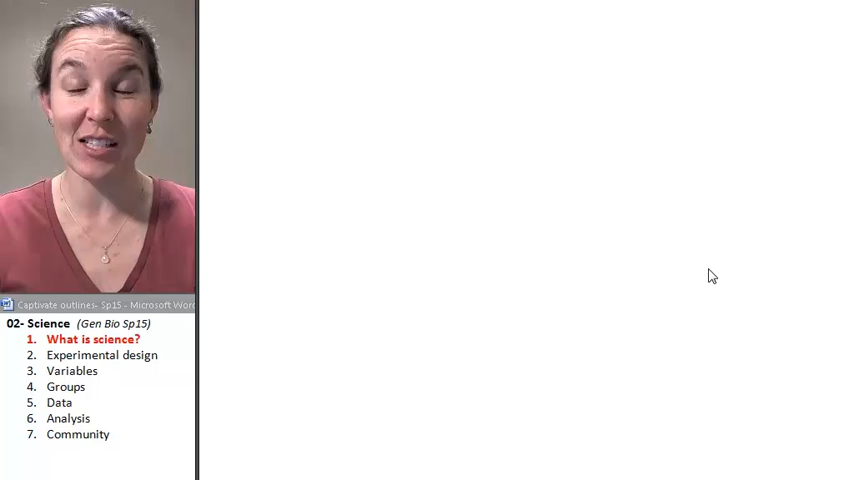 Captivate outlines- Sp15 - Microsoft Word
02- Science (Gen Bio Sp15)
1. What is science?
2. Experimental design
3. Variables
4. Groups
5. Data
6. Analysis
7. Community